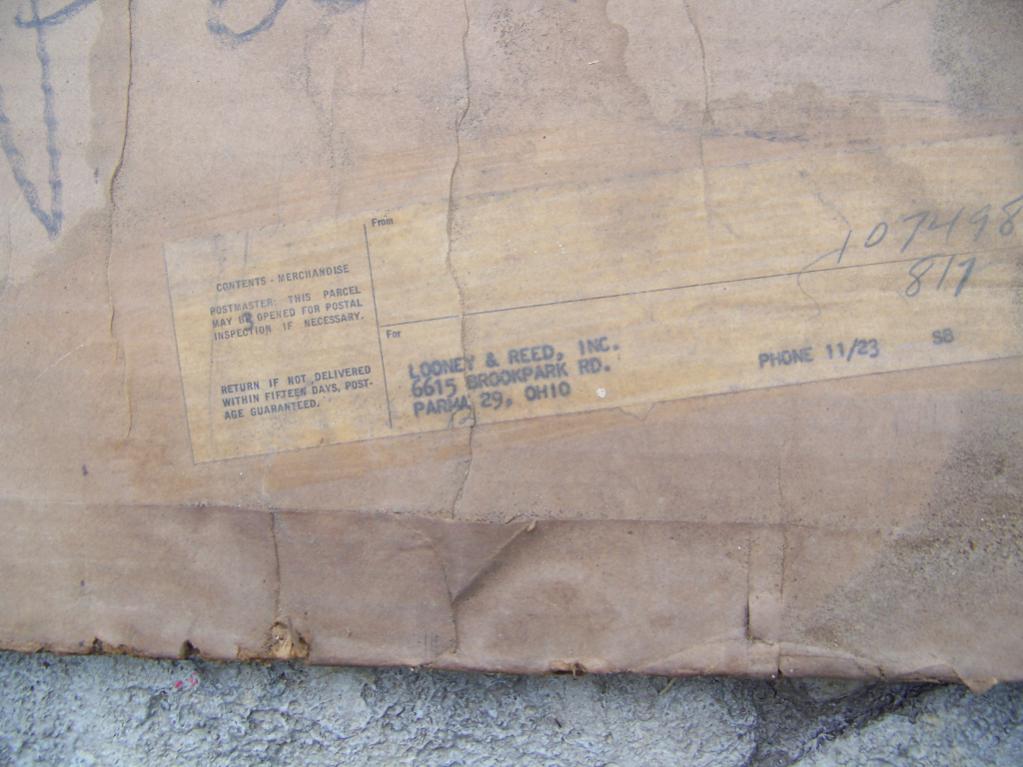 From
CONTENTS - MERCHANDISE
POSTMASTER: THIS PARCEL
MAY BE OPENED FOR POSTAL
INSPECTION IF NECESSARY.
RETURN IF NOT DELIVERED
WITHIN FIFTEEN DAYS, POST-
AGE GUARANTEED.
107498
817
For
LOONEY & REED, INC.
6615 BROOKPARK RD.
PARMA 29, OHIO
PHONE 11/23 SB